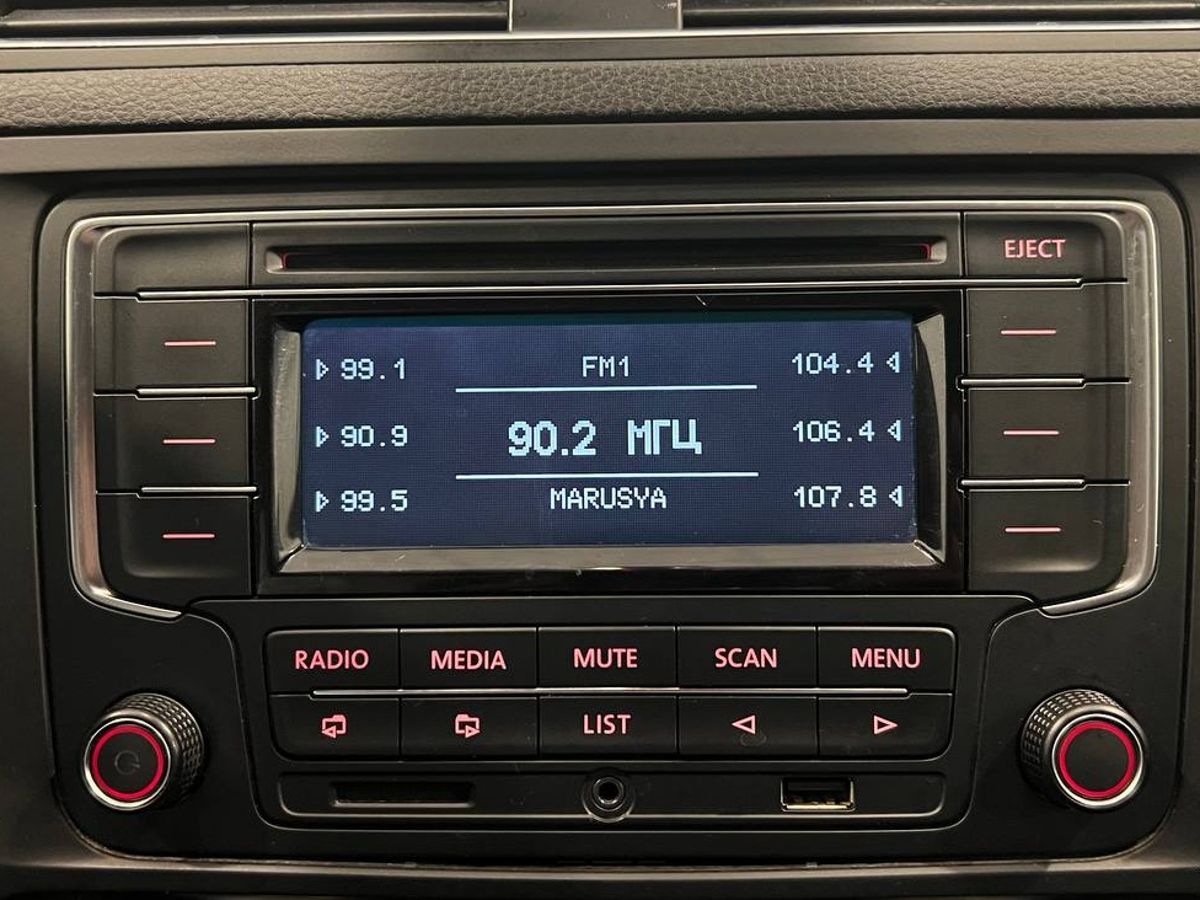 EJECT
99.1 FM1 104.4
90.9 90.2 МГЦ 106.4
99.5 MARUSYA 107.8
RADIO MEDIA MUTE SCAN MENU
LIST